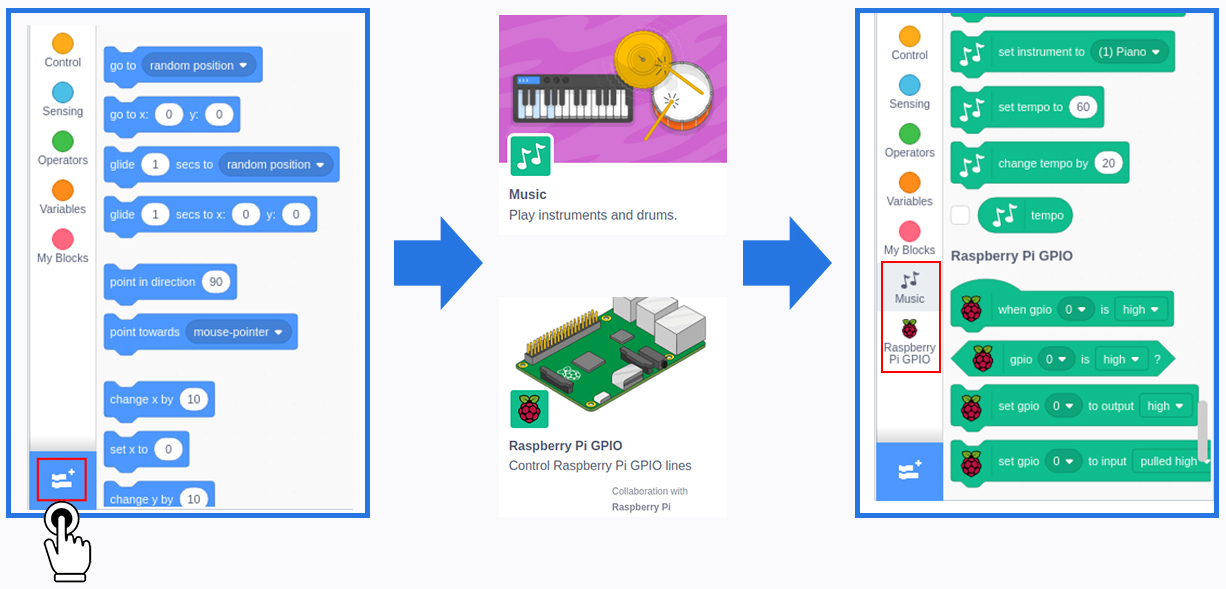 Control
Sensing
Operators
Variables
My Blocks
go to random position
go to x: 0 y: 0
glide 1 secs to random position
glide 1 secs to x: 0 y: 0
point in direction 90
point towards mouse-pointer
change x by 10
set x to 0
change y by 10
Music
Play instruments and drums.
Raspberry Pi GPIO
Control Raspberry Pi GPIO lines
Collaboration with
Raspberry Pi
Control
Sensing
Operators
Variables
My Blocks
Music
Raspberry
Pi GPIO
set instrument to (1) Piano
set tempo to 60
change tempo by 20
tempo
Raspberry Pi GPIO
when gpio 0 is high
gpio 0 is high ?
set gpio 0 to output high
set gpio 0 to input pulled high